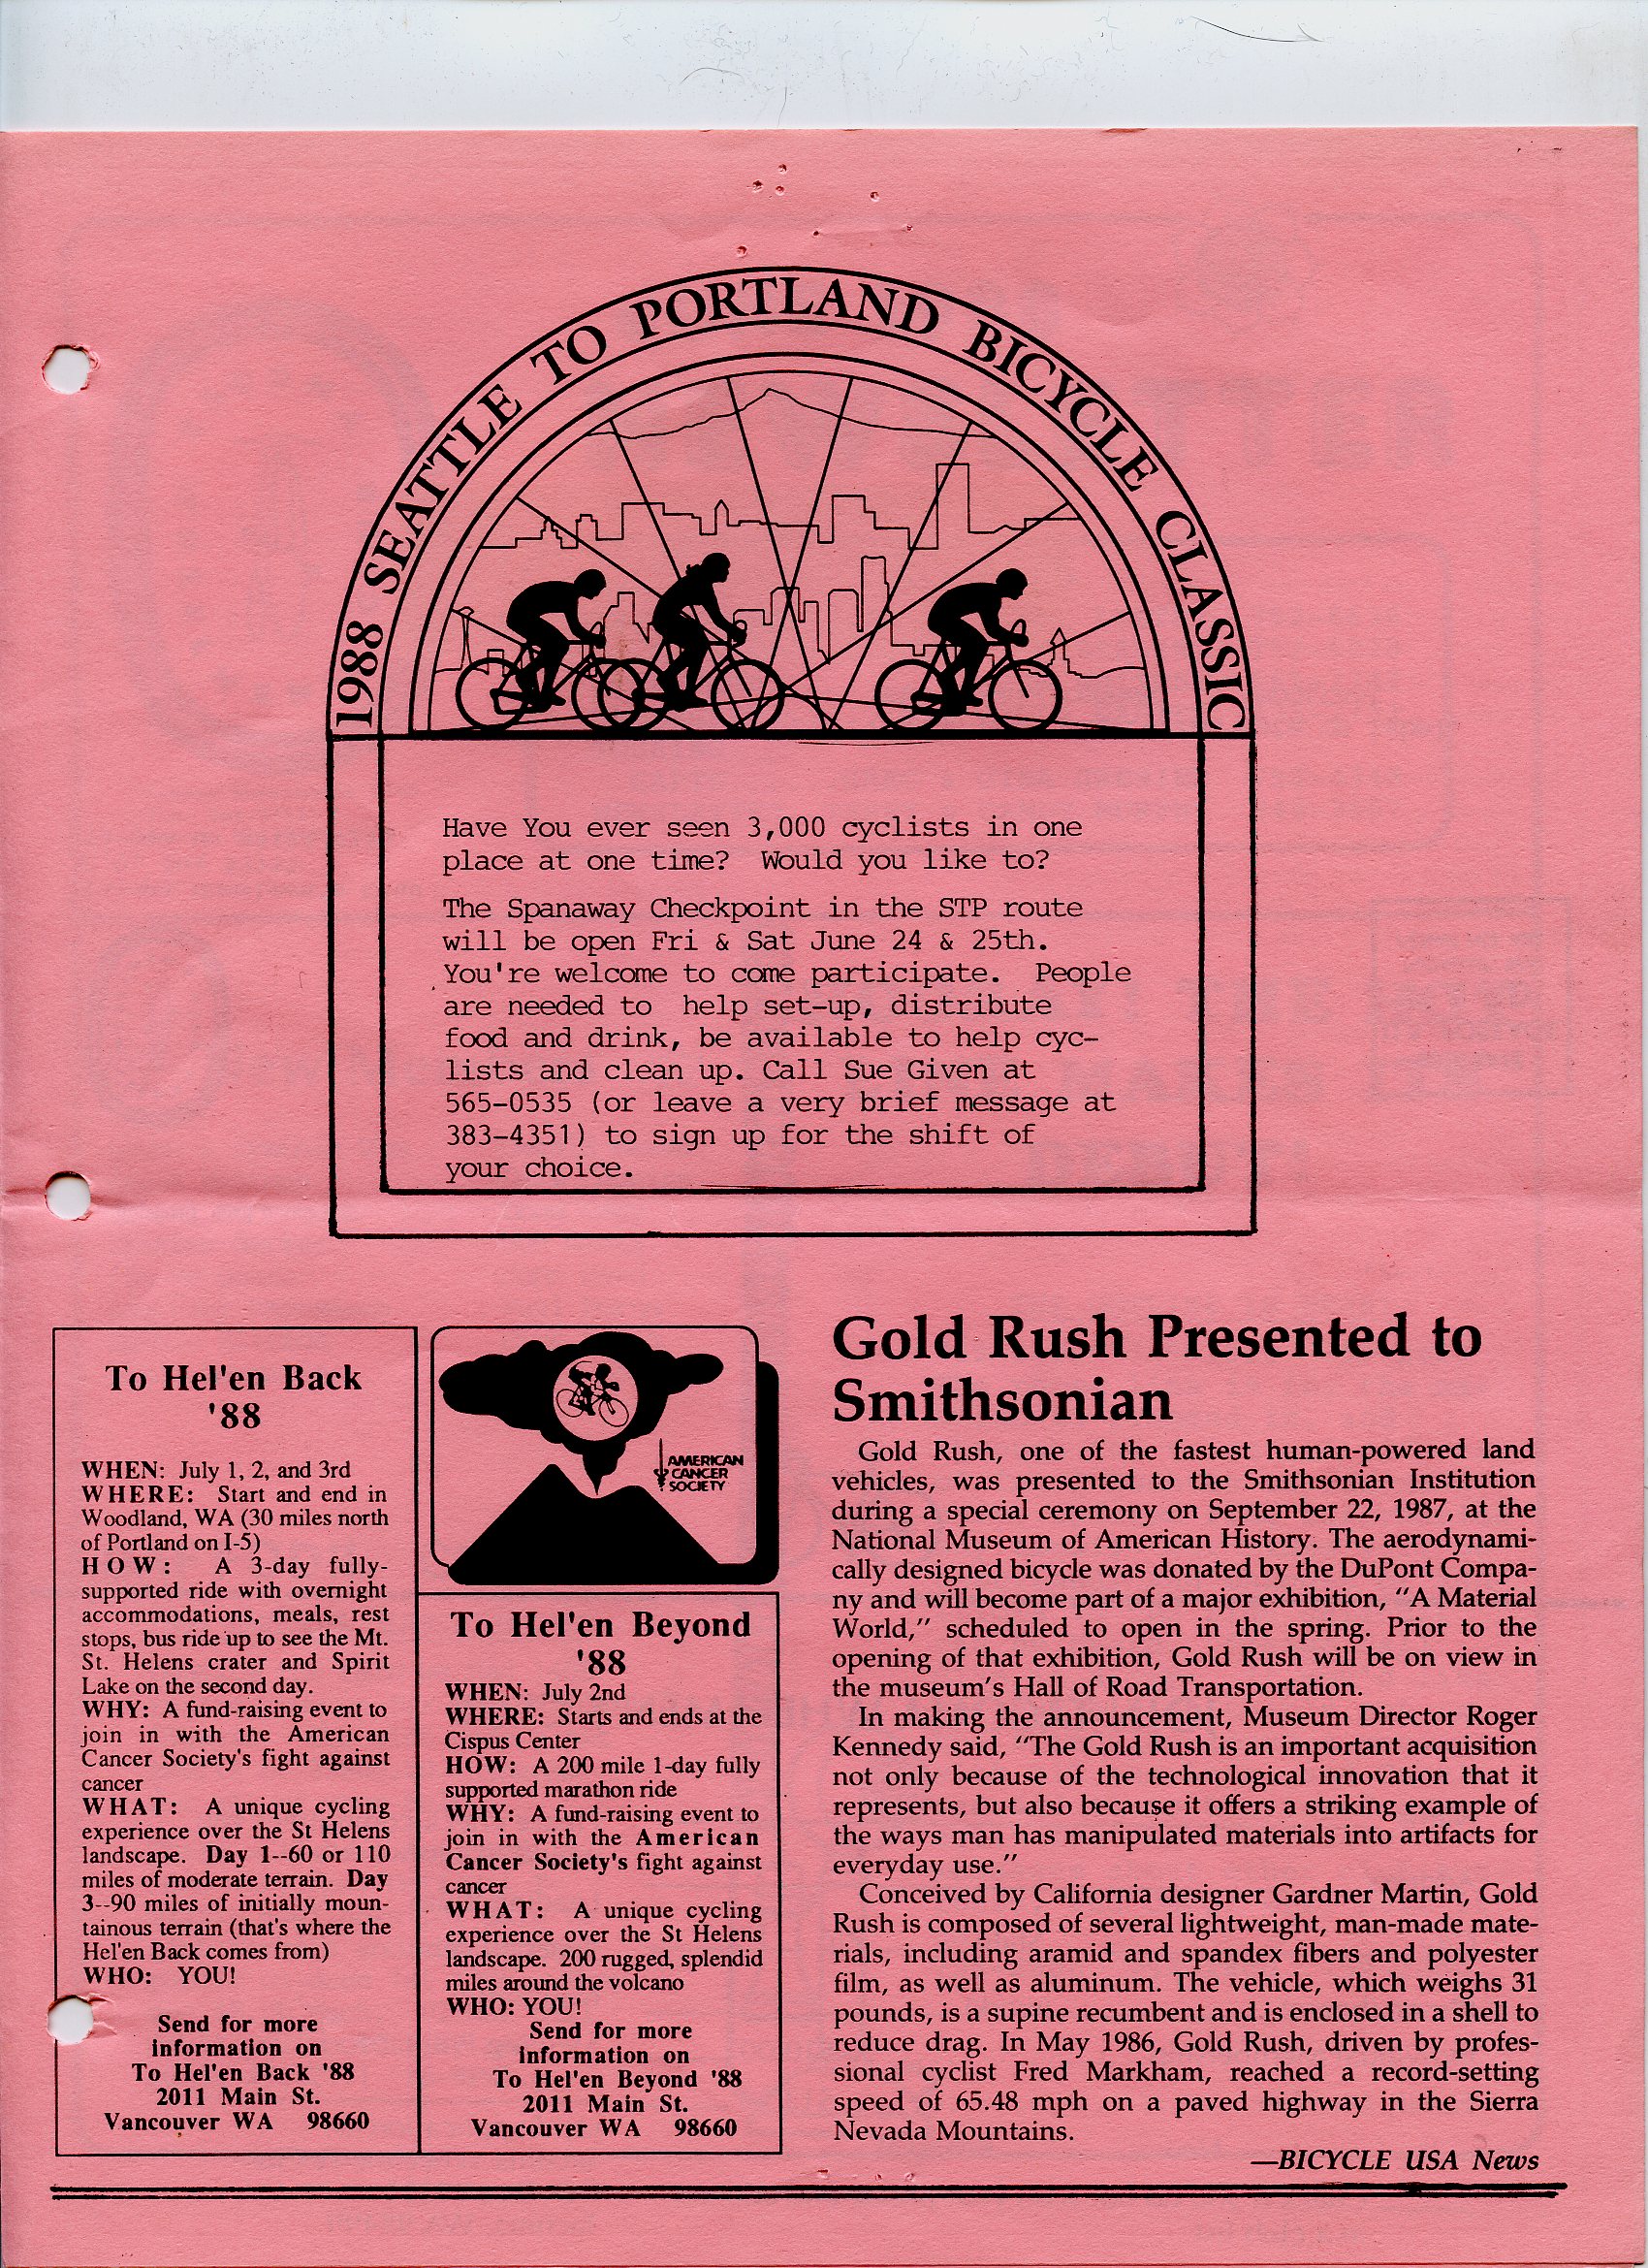 1988 SEATTLE TO PORTLAND BICYCLE CLASSIC
Have You ever seen 3,000 cyclists in one
place at one time?  Would you like to?
The Spanaway Checkpoint in the STP route
will be open Fri & Sat June 24 & 25th.
You're welcome to come participate.  People
are needed to  help set-up, distribute
food and drink, be available to help cyc-
lists and clean up. Call Sue Given at
565-0535 (or leave a very brief message at
383-4351) to sign up for the shift of
your choice.
To Hel'en Back
'88
WHEN: July 1, 2, and 3rd
WHERE: Start and end in
Woodland, WA (30 miles north
of Portland on I-5)
HOW: A 3-day fully-
supported ride with overnight
accommodations, meals, rest
stops, bus ride up to see the Mt.
St. Helens crater and Spirit
Lake on the second day.
WHY: A fund-raising event to
join in with the American
Cancer Society's fight against
cancer
WHAT: A unique cycling
experience over the St Helens
landscape. Day 1--60 or 110
miles of moderate terrain. Day
3--90 miles of initially moun-
tainous terrain (that's where the
Hel'en Back comes from)
WHO: YOU!
Send for more
information on
To Hel'en Back '88
2011 Main St.
Vancouver WA 98660
AMERICAN
CANCER
SOCIETY
To Hel'en Beyond
'88
WHEN: July 2nd
WHERE: Starts and ends at the
Cispus Center
HOW: A 200 mile 1-day fully
supported marathon ride
WHY: A fund-raising event to
join in with the American
Cancer Society's fight against
cancer
WHAT: A unique cycling
experience over the St Helens
landscape. 200 rugged, splendid
miles around the volcano
WHO: YOU!
Send for more
information on
To Hel'en Beyond '88
2011 Main St.
Vancouver WA 98660
Gold Rush Presented to
Smithsonian
Gold Rush, one of the fastest human-powered land
vehicles, was presented to the Smithsonian Institution
during a special ceremony on September 22, 1987, at the
National Museum of American History. The aerodynami-
cally designed bicycle was donated by the DuPont Compa-
ny and will become part of a major exhibition, "A Material
World," scheduled to open in the spring. Prior to the
opening of that exhibition, Gold Rush will be on view in
the museum's Hall of Road Transportation.
In making the announcement, Museum Director Roger
Kennedy said, "The Gold Rush is an important acquisition
not only because of the technological innovation that it
represents, but also because it offers a striking example of
the ways man has manipulated materials into artifacts for
everyday use."
Conceived by California designer Gardner Martin, Gold
Rush is composed of several lightweight, man-made mate-
rials, including aramid and spandex fibers and polyester
film, as well as aluminum. The vehicle, which weighs 31
pounds, is a supine recumbent and is enclosed in a shell to
reduce drag. In May 1986, Gold Rush, driven by profes-
sional cyclist Fred Markham, reached a record-setting
speed of 65.48 mph on a paved highway in the Sierra
Nevada Mountains.
—BICYCLE USA News